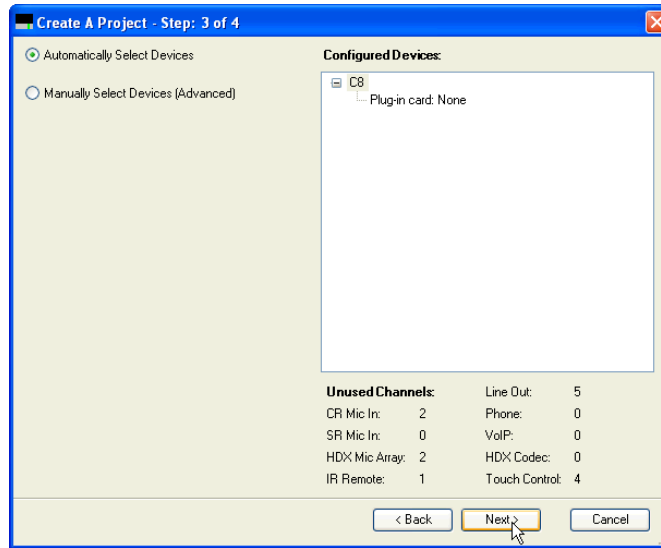 Create A Project - Step: 3 of 4
Automatically Select Devices
Manually Select Devices (Advanced)
Configured Devices:
C8
Plug-in card: None
Unused Channels:
CR Mic In: 2
SR Mic In: 0
HDX Mic Array: 2
IR Remote: 1
Line Out: 5
Phone: 0
VoIP: 0
HDX Codec: 0
Touch Control: 4
< Back
Next >
Cancel